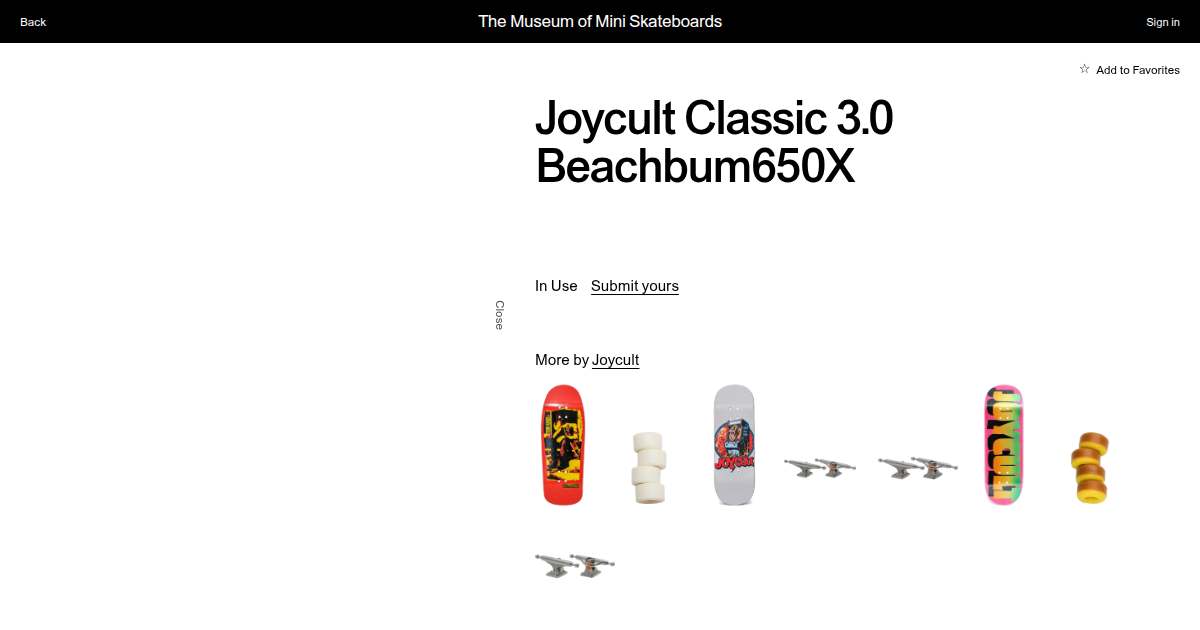 Back
The Museum of Mini Skateboards
Sign in
☆ Add to Favorites
Joycult Classic 3.0
Beachbum650X
In Use Submit yours
Close
More by Joycult
JOYCULT